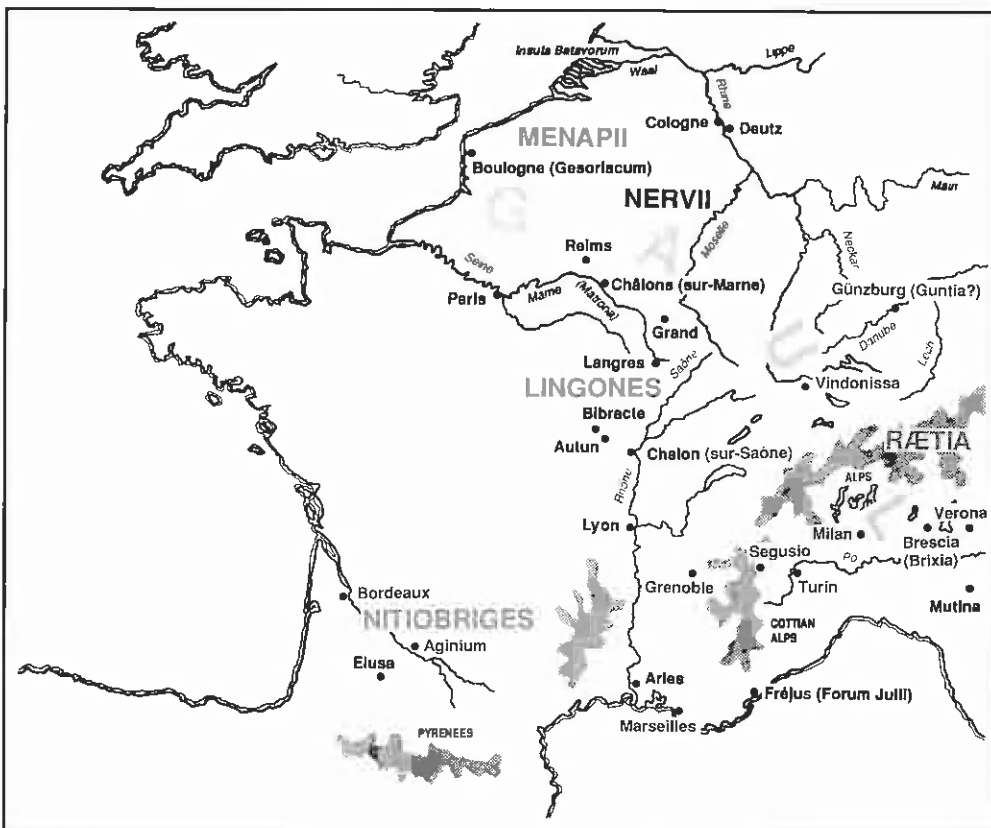 Insula Batavorum
Waal
Lippe
Rhine
Cologne
Deutz
MENAPII
Boulogne (Gesoriacum)
NERVII
Main
G A U L
Moselle
Neckar
Reims
Seine
Châlons (sur-Marne)
Günzburg (Guntia?)
Paris
Marne (Matrona)
Grand
Danube
Lech
Langres
Saône
LINGONES
Vindonissa
Bibracte
Autun
Chalon (sur-Saône)
RÆTIA
Rhone
ALPS
Lyon
Milan
Verona
Brescia
(Brixia)
Segusio
Po
Grenoble
Turin
Mutina
Bordeaux
NITIOBRIGES
Aginium
COTTIAN
ALPS
Elusa
Arles
Fréjus (Forum Julii)
Marseilles
PYRENEES